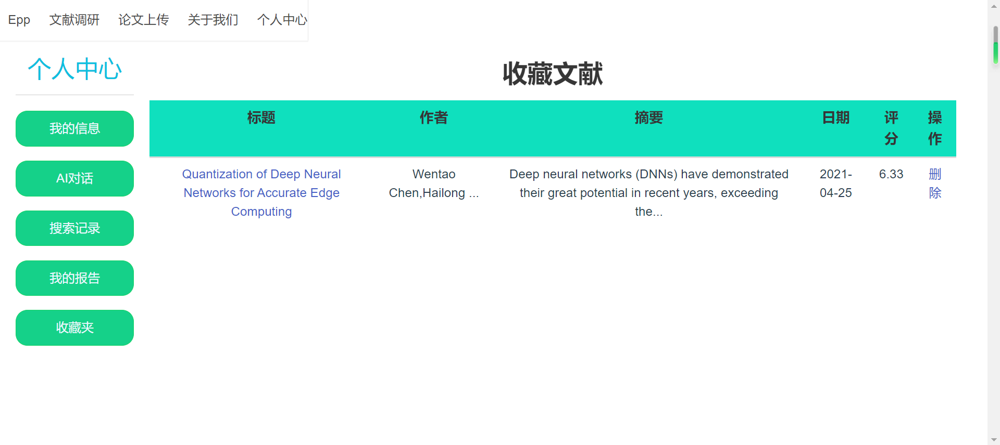 Epp 文献调研 论文上传 关于我们 个人中心
个人中心
我的信息
AI对话
搜索记录
我的报告
收藏夹
收藏文献
标题 作者 摘要 日期 评分 操作
Quantization of Deep Neural
Networks for Accurate Edge
Computing
Wentao
Chen,Hailong ...
Deep neural networks (DNNs) have demonstrated
their great potential in recent years, exceeding
the...
2021-
04-25
6.33
删
除